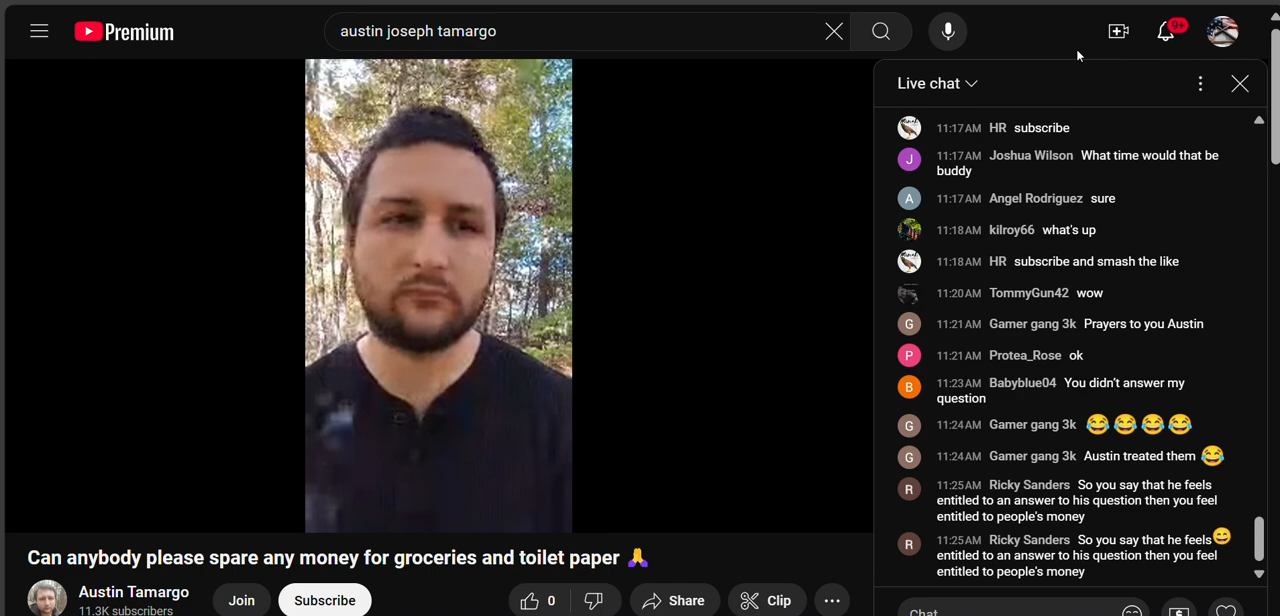 Premium
austin joseph tamargo
9+
Live chat
11:17 AM HR subscribe
11:17 AM Joshua Wilson What time would that be
buddy
11:17 AM Angel Rodriguez sure
11:18 AM kilroy66 what's up
11:18 AM HR subscribe and smash the like
11:20 AM TommyGun42 wow
11:21 AM Gamer gang 3k Prayers to you Austin
11:21 AM Protea_Rose ok
11:23 AM Babyblue04 You didn't answer my
question
11:24 AM Gamer gang 3k 😂😂😂😂
11:24 AM Gamer gang 3k Austin treated them 😂
11:25 AM Ricky Sanders So you say that he feels
entitled to an answer to his question then you feel
entitled to people's money
11:25 AM Ricky Sanders So you say that he feels😄
entitled to an answer to his question then you feel
entitled to people's money
Chat
Can anybody please spare any money for groceries and toilet paper 🙏
Austin Tamargo
11.3K subscribers
Join
Subscribe
0
Share
Clip
J
A
G
P
B
G
G
R
R